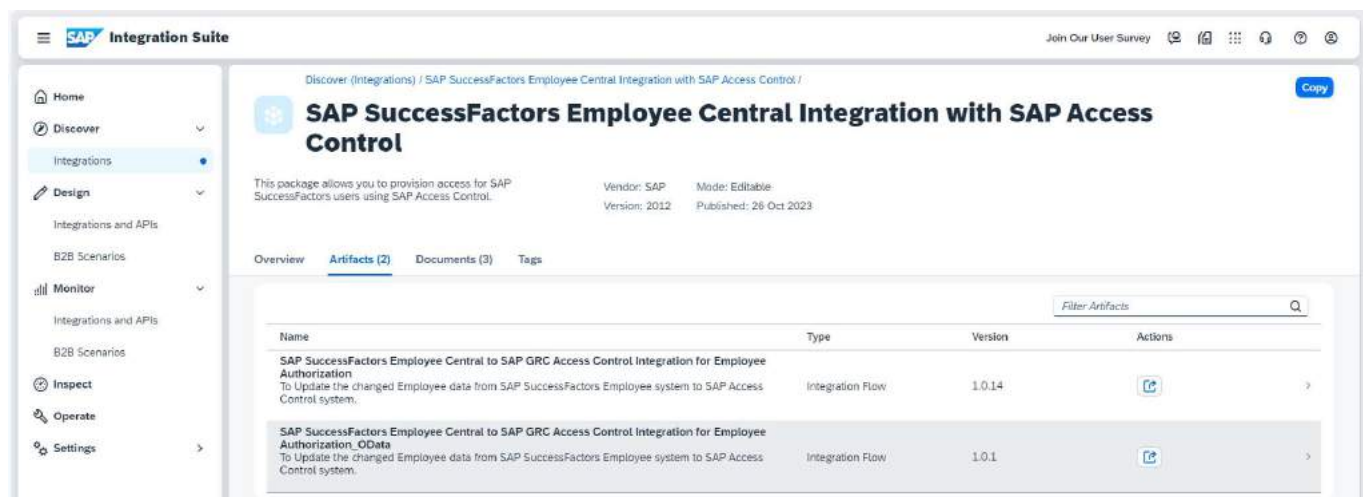 SAP Integration Suite
Join Our User Survey
Home
Discover
Integrations
Design
Integrations and APIs
B2B Scenarios
Monitor
Integrations and APIs
B2B Scenarios
Inspect
Operate
Settings
Discover (Integrations) / SAP SuccessFactors Employee Central Integration with SAP Access Control /
Copy
SAP SuccessFactors Employee Central Integration with SAP Access
Control
This package allows you to provision access for SAP
SuccessFactors users using SAP Access Control.
Vendor: SAP Mode: Editable
Version: 2012 Published: 26 Oct 2023
Overview Artifacts (2) Documents (3) Tags
Filter Artifacts
Name Type Version Actions
SAP SuccessFactors Employee Central to SAP GRC Access Control Integration for Employee
Authorization
To Update the changed Employee data from SAP SuccessFactors Employee system to SAP Access
Control system.
Integration Flow 1.0.14
SAP SuccessFactors Employee Central to SAP GRC Access Control Integration for Employee
Authorization_OData
To Update the changed Employee data from SAP SuccessFactors Employee system to SAP Access
Control system.
Integration Flow 1.0.1